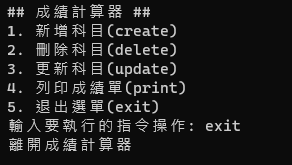 ## 成績計算器 ##
1. 新增科目(create)
2. 刪除科目(delete)
3. 更新科目(update)
4. 列印成績單(print)
5. 退出選單(exit)
輸入要執行的指令操作: exit
離開成績計算器